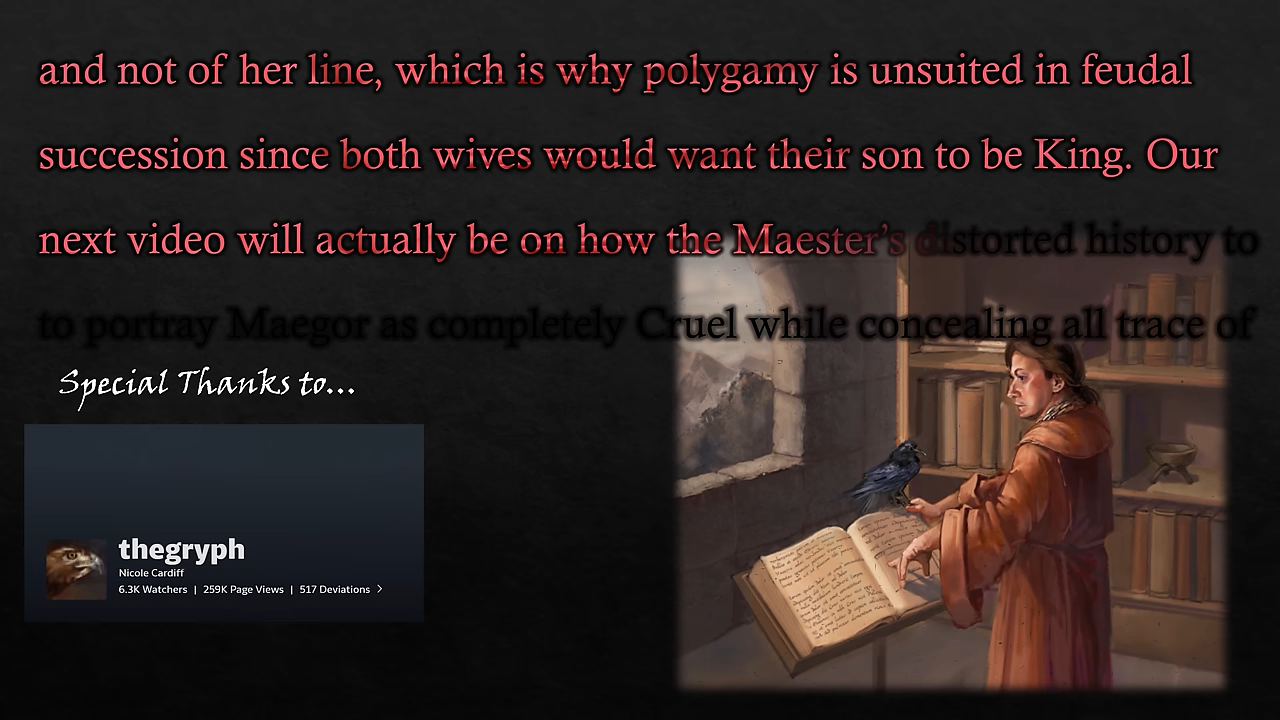 and not of her line, which is why polygamy is unsuited in feudal
succession since both wives would want their son to be King. Our
next video will actually be on how the Maester's distorted history to
to portray Maegor as completely Cruel while concealing all trace of
Special Thanks to...
thegryph
Nicole Cardiff
6.3K Watchers | 259K Page Views | 517 Deviations >